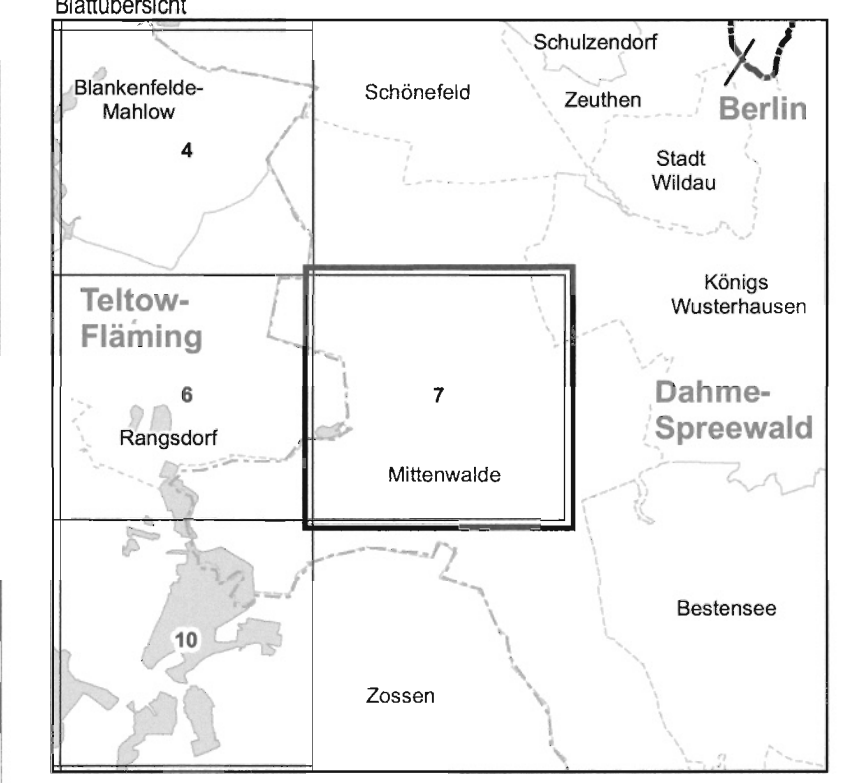 Blattübersicht
Schulzendorf
Blankenfelde-
Mahlow
Schönefeld
Zeuthen
Berlin
4
Stadt
Wildau
Teltow-
Fläming
Königs
Wusterhausen
6
7
Dahme-
Spreewald
Rangsdorf
Mittenwalde
Bestensee
10
Zossen